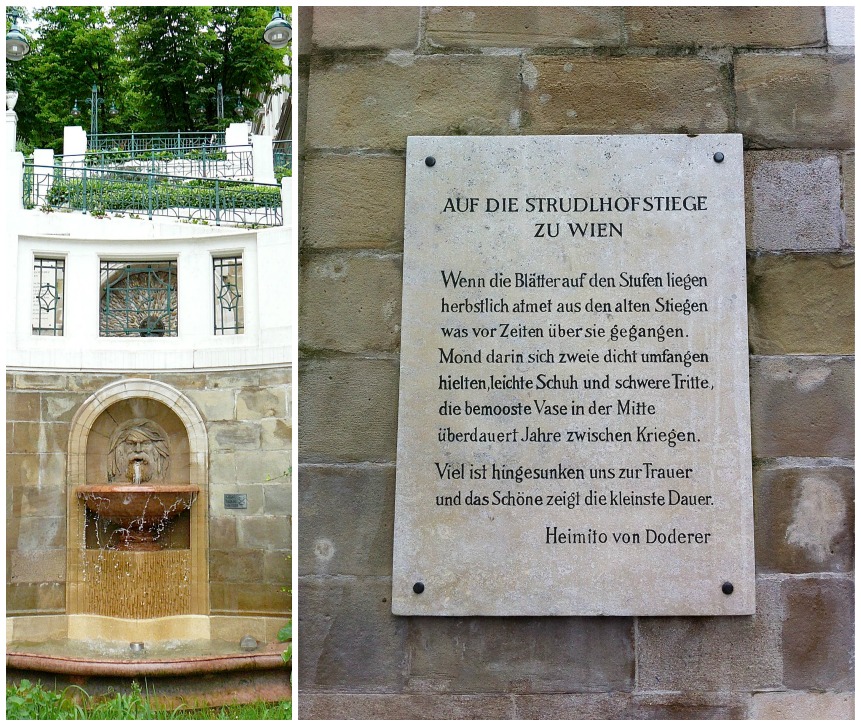 AUF DIE STRUDLHOFSTIEGE
ZU WIEN
Wenn die Blätter auf den Stufen liegen
herbstlich atmet aus den alten Stiegen
was vor Zeiten über sie gegangen.
Mond darin sich zweie dicht umfangen
hielten, leichte Schuh und schwere Tritte,
die bemooste Vase in der Mitte
überdauert Jahre zwischen Kriegen.
Viel ist hingesunken uns zur Trauer
und das Schöne zeigt die kleinste Dauer.
Heimito von Doderer